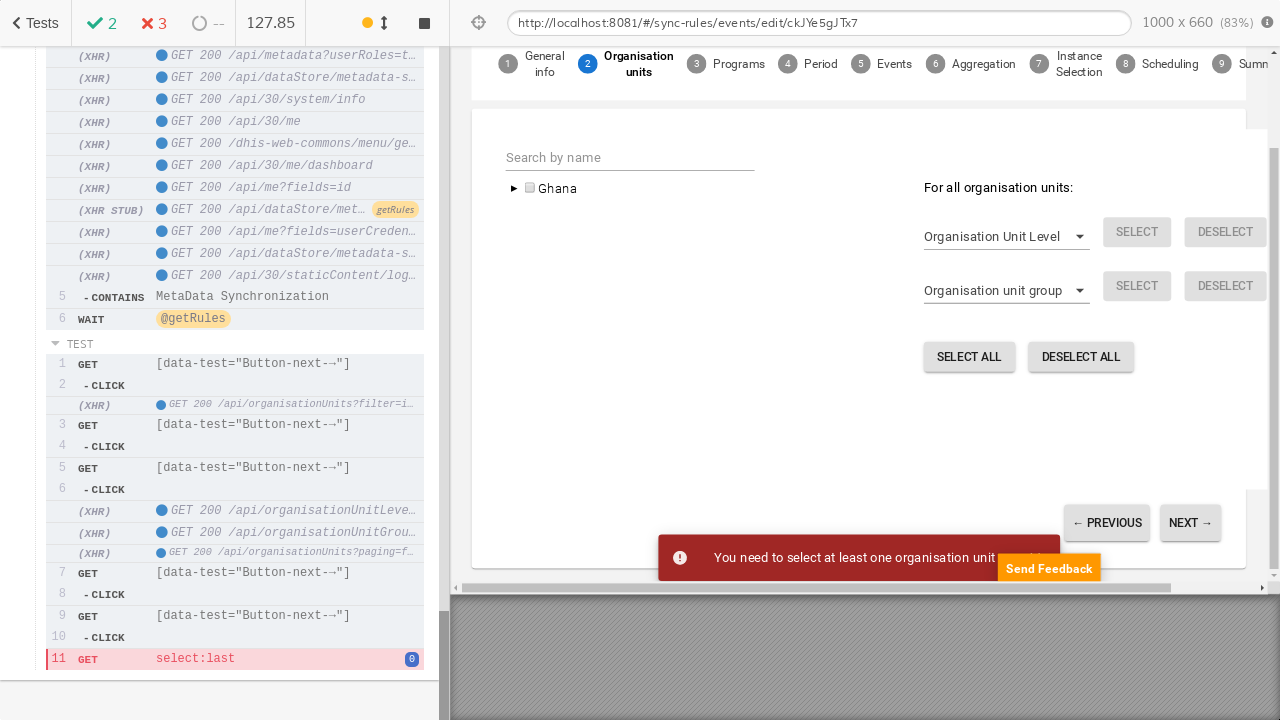 Tests
2
3
--
127.85
http://localhost:8081/#/sync-rules/events/edit/ckJYe5gJTx7
1000 x 660 (83%)
(XHR) GET 200 /api/metadata?userRoles=t…
(XHR) GET 200 /api/dataStore/metadata-s…
(XHR) GET 200 /api/30/system/info
(XHR) GET 200 /api/30/me
(XHR) GET 200 /dhis-web-commons/menu/ge…
(XHR) GET 200 /api/30/me/dashboard
(XHR) GET 200 /api/me?fields=id
(XHR STUB) GET 200 /api/dataStore/met… getRules
(XHR) GET 200 /api/me?fields=userCreden…
(XHR) GET 200 /api/dataStore/metadata-s…
(XHR) GET 200 /api/30/staticContent/log…
5 -CONTAINS MetaData Synchronization
6 WAIT @getRules
TEST
1 GET [data-test="Button-next-→"]
2 -CLICK
(XHR) GET 200 /api/organisationUnits?filter=i…
3 GET [data-test="Button-next-→"]
4 -CLICK
5 GET [data-test="Button-next-→"]
6 -CLICK
(XHR) GET 200 /api/organisationUnitLeve…
(XHR) GET 200 /api/organisationUnitGrou…
(XHR) GET 200 /api/organisationUnits?paging=f…
7 GET [data-test="Button-next-→"]
8 -CLICK
9 GET [data-test="Button-next-→"]
10 -CLICK
11 GET select:last 0
1 General info
2 Organisation units
3 Programs
4 Period
5 Events
6 Aggregation
7 Instance Selection
8 Scheduling
9 Summ
Search by name
Ghana
For all organisation units:
Organisation Unit Level SELECT DESELECT
Organisation unit group SELECT DESELECT
SELECT ALL DESELECT ALL
← PREVIOUS NEXT →
You need to select at least one organisation unit
Send Feedback